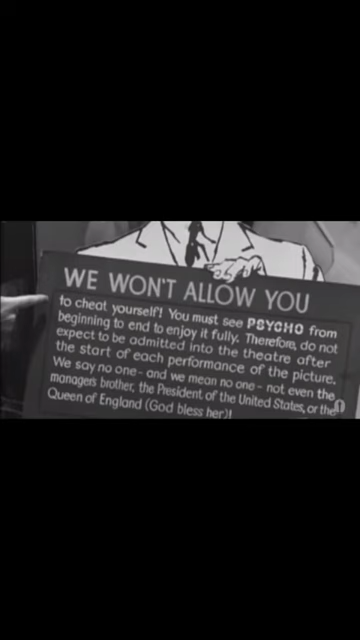 WE WON'T ALLOW YOU
to cheat yourself! You must see PSYCHO from
beginning to end to enjoy it fully. Therefore, do not
expect to be admitted into the theatre after
the start of each performance of the picture.
We say no one - and we mean no one - not even the
managers brother, the President of the United States, or the
Queen of England (God bless her)!